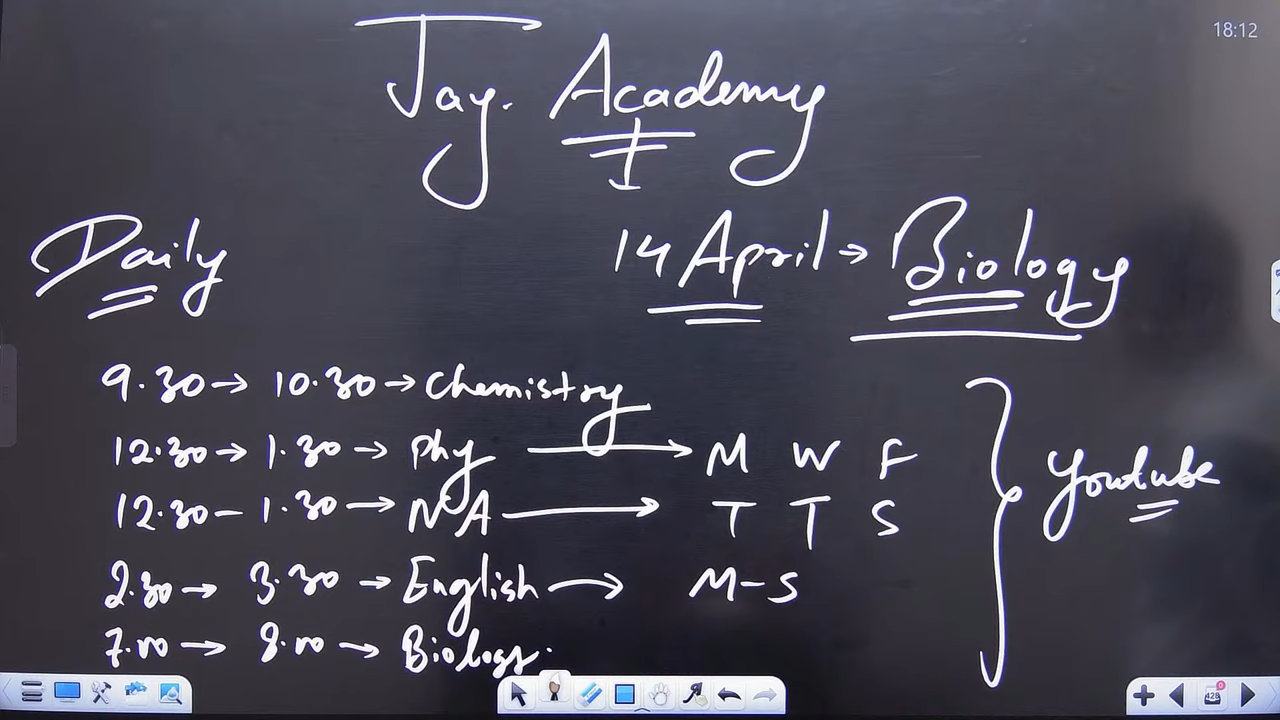 18:12
Jay. Academy
Daily
14 April → Biology
9.30 → 10.30 → Chemistry
12.30 → 1.30 → Phy → M W F
12.30 - 1.30 → NA → T T S
2.30 → 3.30 → English → M-S
7.00 → 8.00 → Biology.
Youtube
428